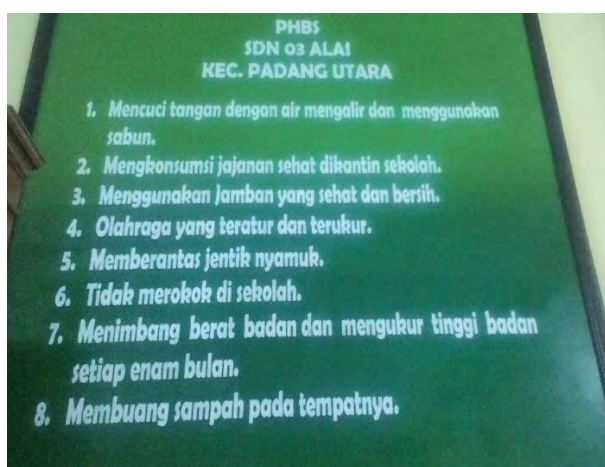 PHBS
SDN 03 ALAI
KEC. PADANG UTARA
1. Mencuci tangan dengan air mengalir dan menggunakan
sabun.
2. Mengkonsumsi jajanan sehat dikantin sekolah.
3. Menggunakan jamban yang sehat dan bersih.
4. Olahraga yang teratur dan terukur.
5. Memberantas jentik nyamuk.
6. Tidak merokok di sekolah.
7. Menimbang berat badan dan mengukur tinggi badan
setiap enam bulan.
8. Membuang sampah pada tempatnya.